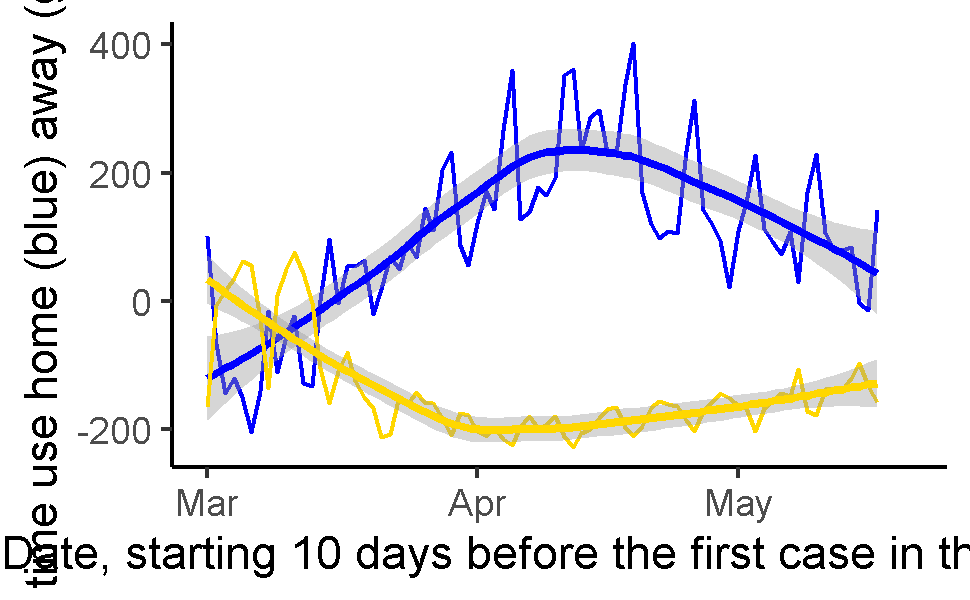 time use home (blue) away (
400
200
0
-200
Mar Apr May
Date, starting 10 days before the first case in th